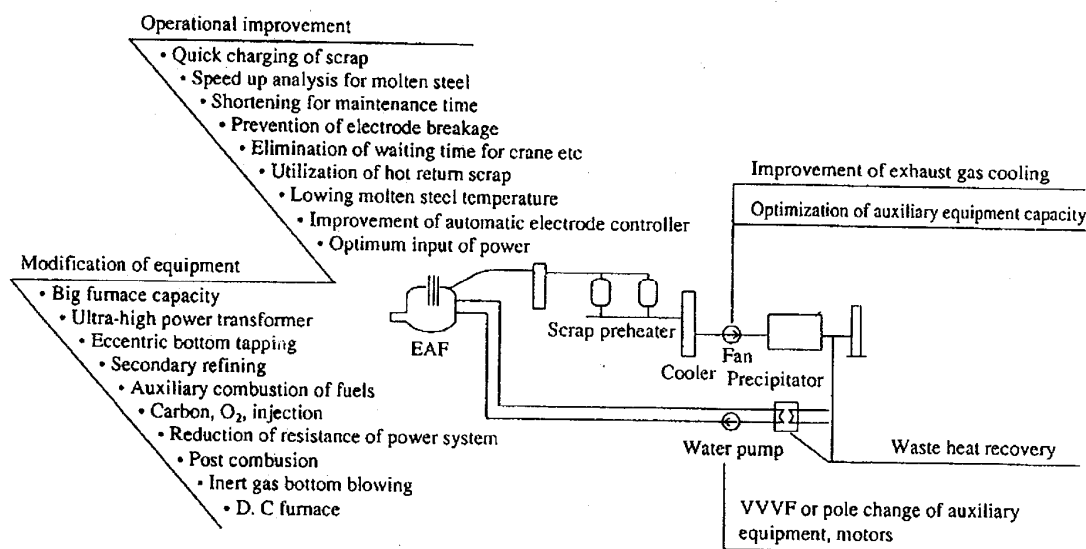 Operational improvement
• Quick charging of scrap
• Speed up analysis for molten steel
• Shortening for maintenance time
• Prevention of electrode breakage
• Elimination of waiting time for crane etc
• Utilization of hot return scrap
• Lowing molten steel temperature
• Improvement of automatic electrode controller
• Optimum input of power
Modification of equipment
• Big furnace capacity
• Ultra-high power transformer
• Eccentric bottom tapping
• Secondary refining
• Auxiliary combustion of fuels
• Carbon, O₂, injection
• Reduction of resistance of power system
• Post combusion
• Inert gas bottom blowing
• D. C furnace
EAF
Scrap preheater
Cooler
Fan
Precipitator
Water pump
Improvement of exhaust gas cooling
Optimization of auxiliary equipment capacity
Waste heat recovery
VVVF or pole change of auxiliary
equipment, motors